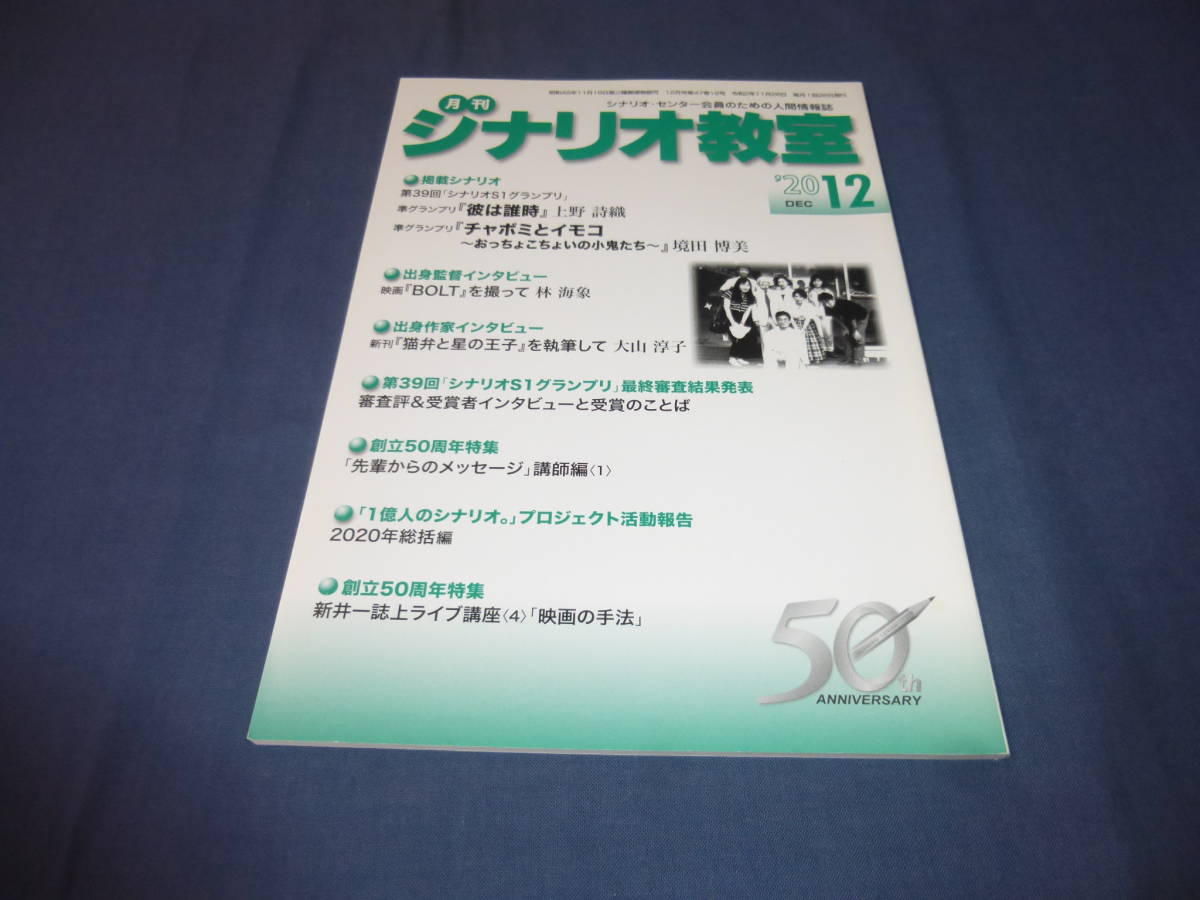 シナリオ・センター会員のための人間情報誌
月刊
シナリオ教室
'20 12
DEC
掲載シナリオ
第39回「シナリオS1グランプリ」
準グランプリ『彼は誰時』上野 詩織
準グランプリ『チャボミとイモコ
〜おっちょこちょいの小鬼たち〜』境田 博美
出身監督インタビュー
映画『BOLT』を撮って 林 海象
出身作家インタビュー
新刊『猫弁と星の王子』を執筆して 大山 淳子
第39回「シナリオS1グランプリ」最終審査結果発表
審査評&受賞者インタビューと受賞のことば
創立50周年特集
「先輩からのメッセージ」講師編〈1〉
「1億人のシナリオ。」プロジェクト活動報告
2020年総括編
創立50周年特集
新井一誌上ライブ講座〈4〉「映画の手法」
50th
ANNIVERSARY